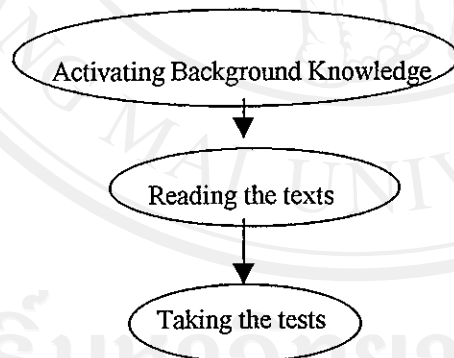 Activating Background Knowledge
Reading the texts
Taking the tests